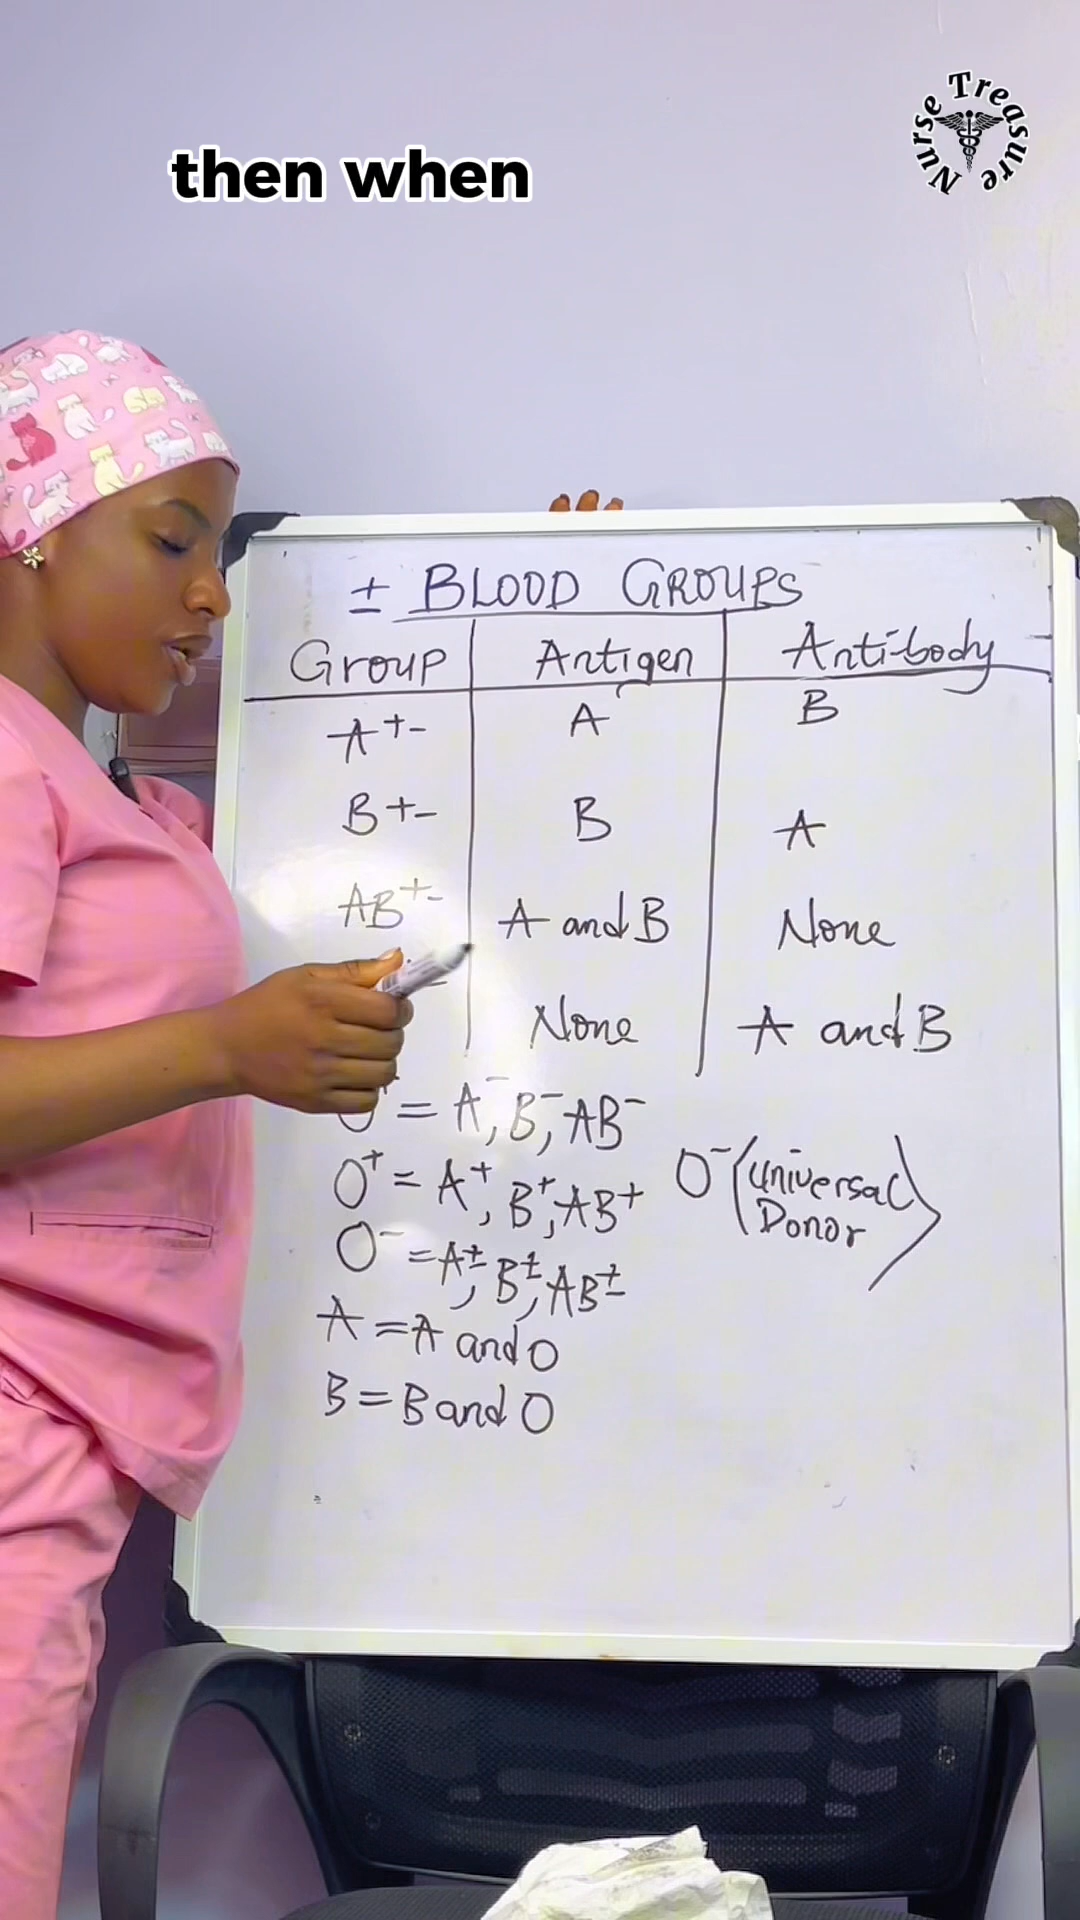 Nurse Treasure
then when
± BLOOD GROUPS
Group Antigen Anti-body
A+- A B
B+- B A
AB+- A and B None
None A and B
= A⁻, B⁻, AB⁻
O⁺ = A⁺, B⁺, AB⁺ O⁻ (Universal
Donor)
O⁻ = A±, B±, AB±
A = A and O
B = B and O